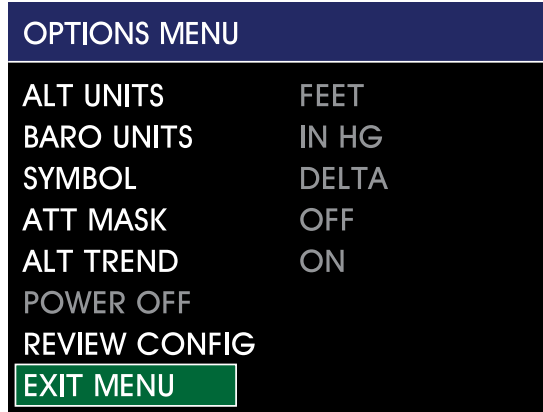 OPTIONS MENU
ALT UNITS FEET
BARO UNITS IN HG
SYMBOL DELTA
ATT MASK OFF
ALT TREND ON
POWER OFF
REVIEW CONFIG
EXIT MENU